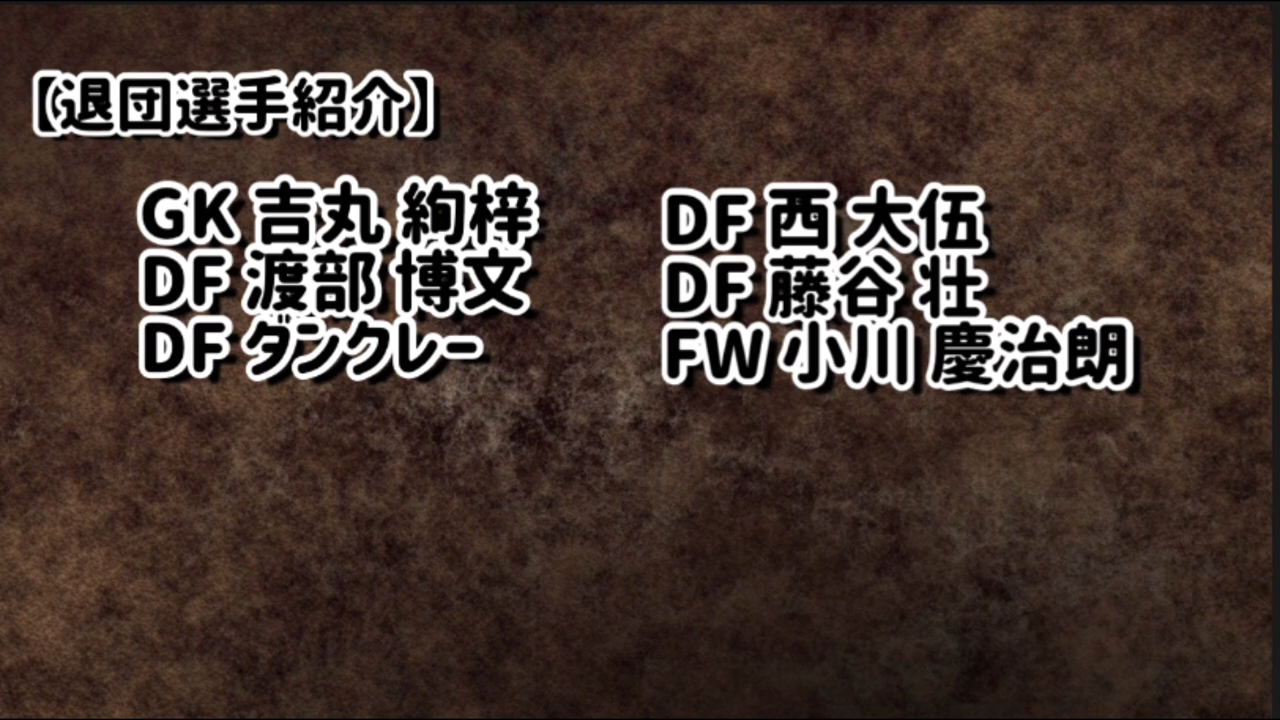 【退団選手紹介】
GK 吉丸 絢梓
DF 渡部 博文
DF ダンクレー
DF 西 大伍
DF 藤谷 壮
FW 小川 慶治朗